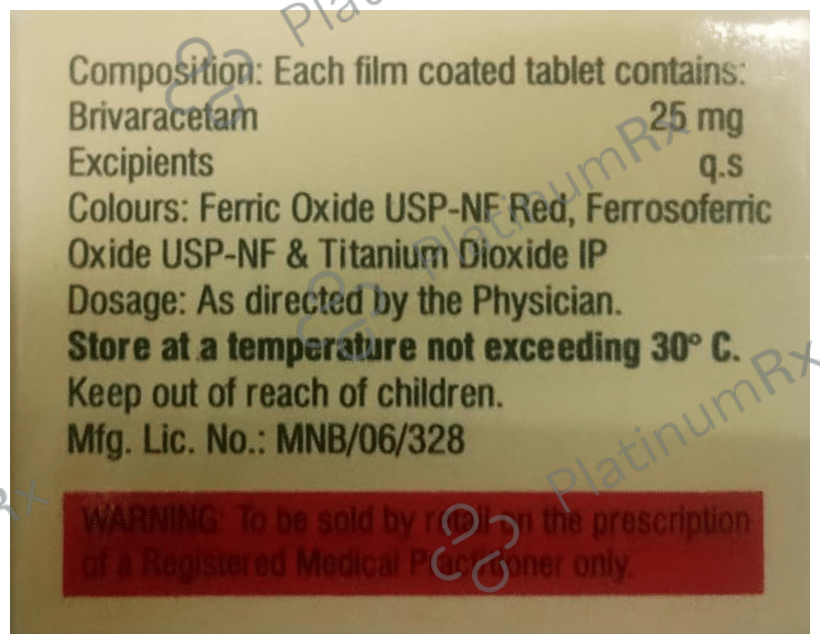 Composition: Each film coated tablet contains:
Brivaracetam 25 mg
Excipients q.s
Colours: Ferric Oxide USP-NF Red, Ferrosoferric
Oxide USP-NF & Titanium Dioxide IP
Dosage: As directed by the Physician.
Store at a temperature not exceeding 30° C.
Keep out of reach of children.
Mfg. Lic. No.: MNB/06/328
WARNING: To be sold by retail on the prescription
of a Registered Medical Practitioner only.
PlatinumRx
PlatinumRx